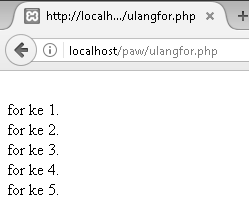 http://localh.../ulangfor.php
localhost/paw/ulangfor.php
for ke 1.
for ke 2.
for ke 3.
for ke 4.
for ke 5.